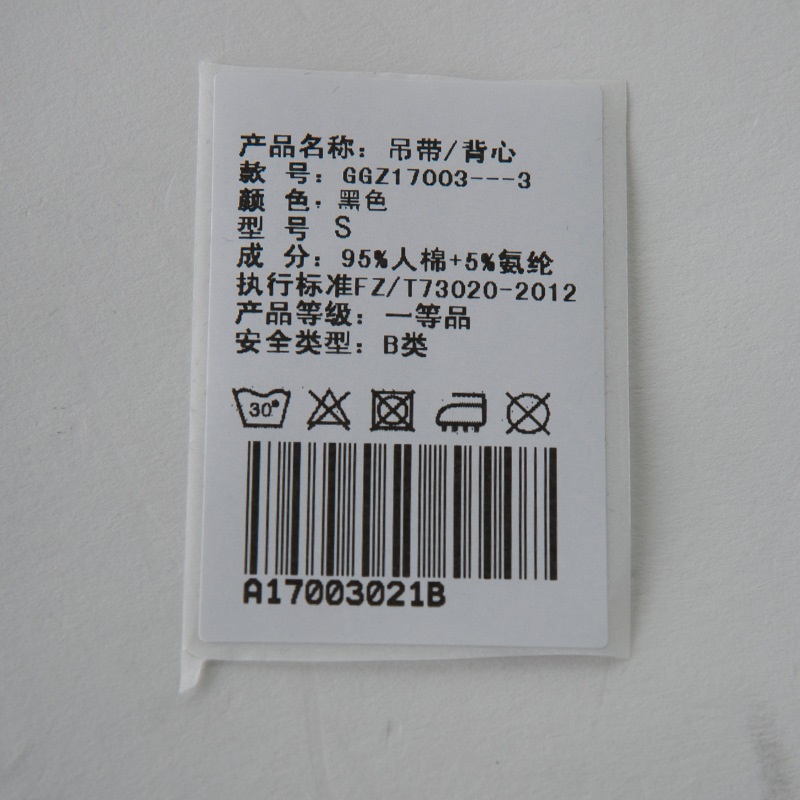 产品名称：吊带/背心
款 号：GGZ17003---3
颜 色：黑色
型 号 S
成 分：95%人棉+5%氨纶
执行标准FZ/T73020-2012
产品等级：一等品
安全类型：B类
30°
A17003021B